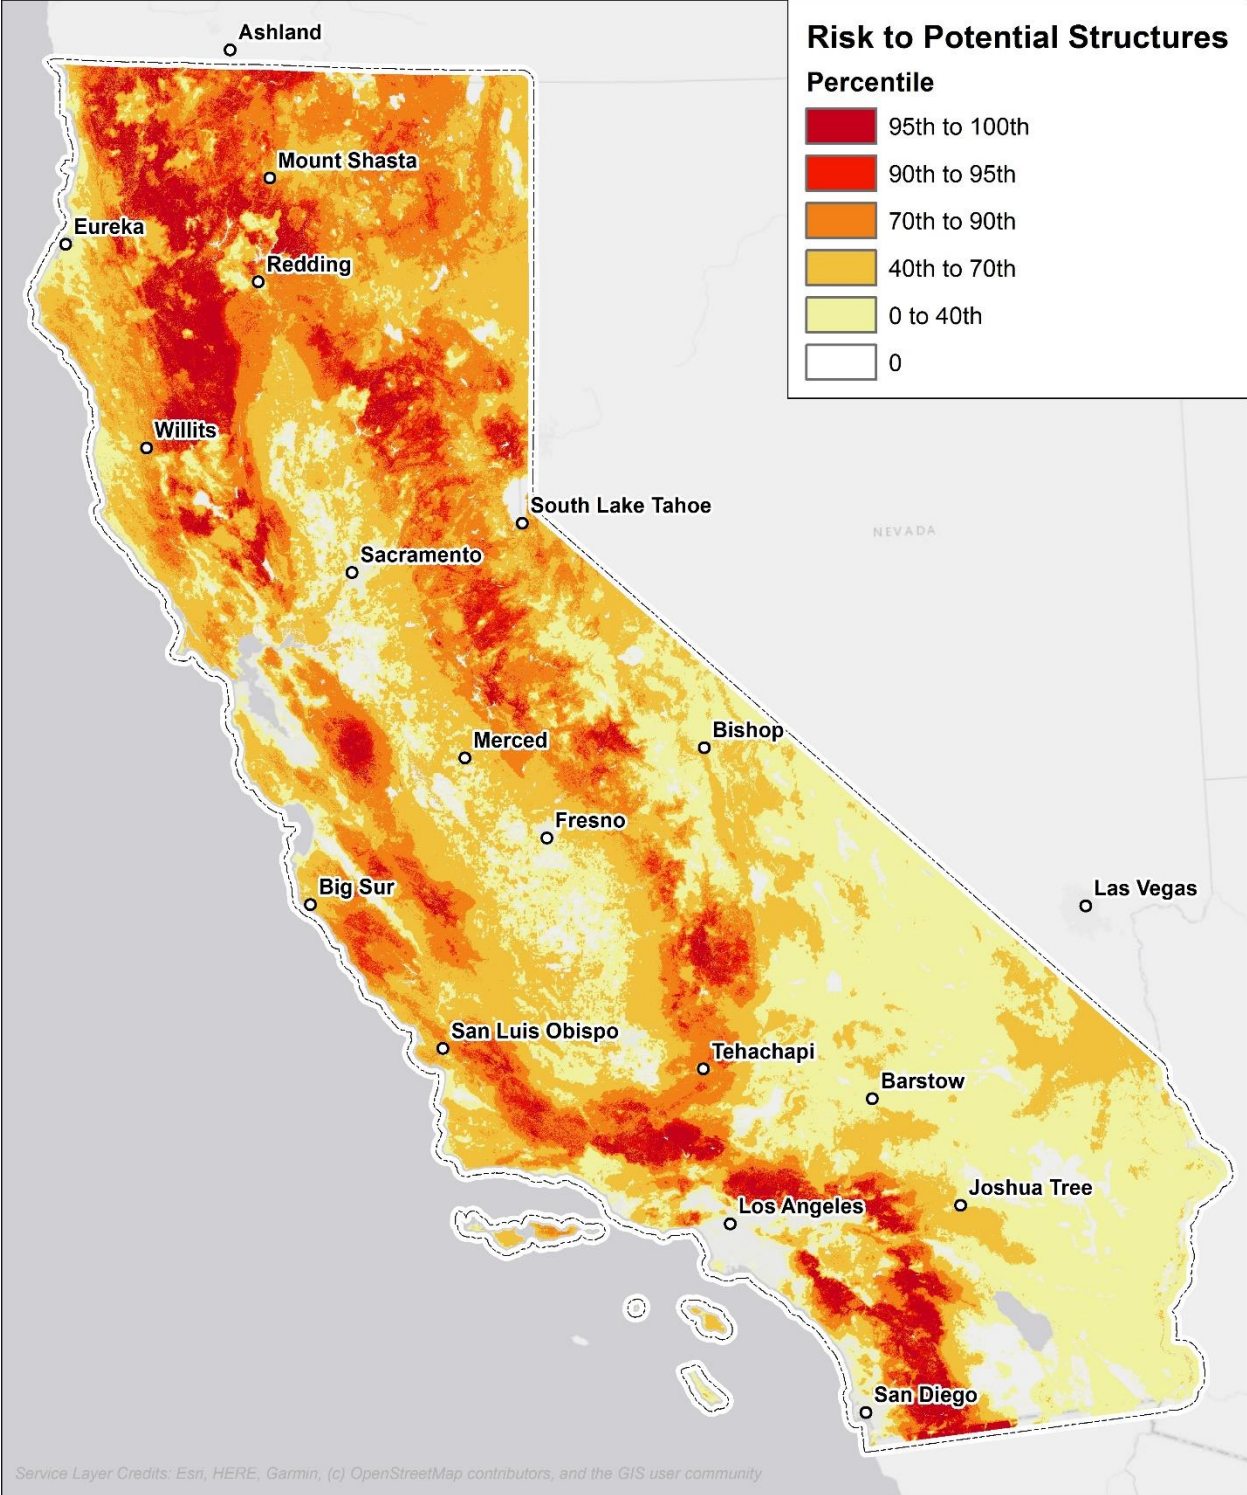 Risk to Potential Structures
Percentile
95th to 100th
90th to 95th
70th to 90th
40th to 70th
0 to 40th
0
Ashland
Mount Shasta
Eureka
Redding
Willits
South Lake Tahoe
NEVADA
Sacramento
Bishop
Merced
Fresno
Big Sur
Las Vegas
San Luis Obispo
Tehachapi
Barstow
Joshua Tree
Los Angeles
San Diego
Service Layer Credits: Esri, HERE, Garmin, (c) OpenStreetMap contributors, and the GIS user community